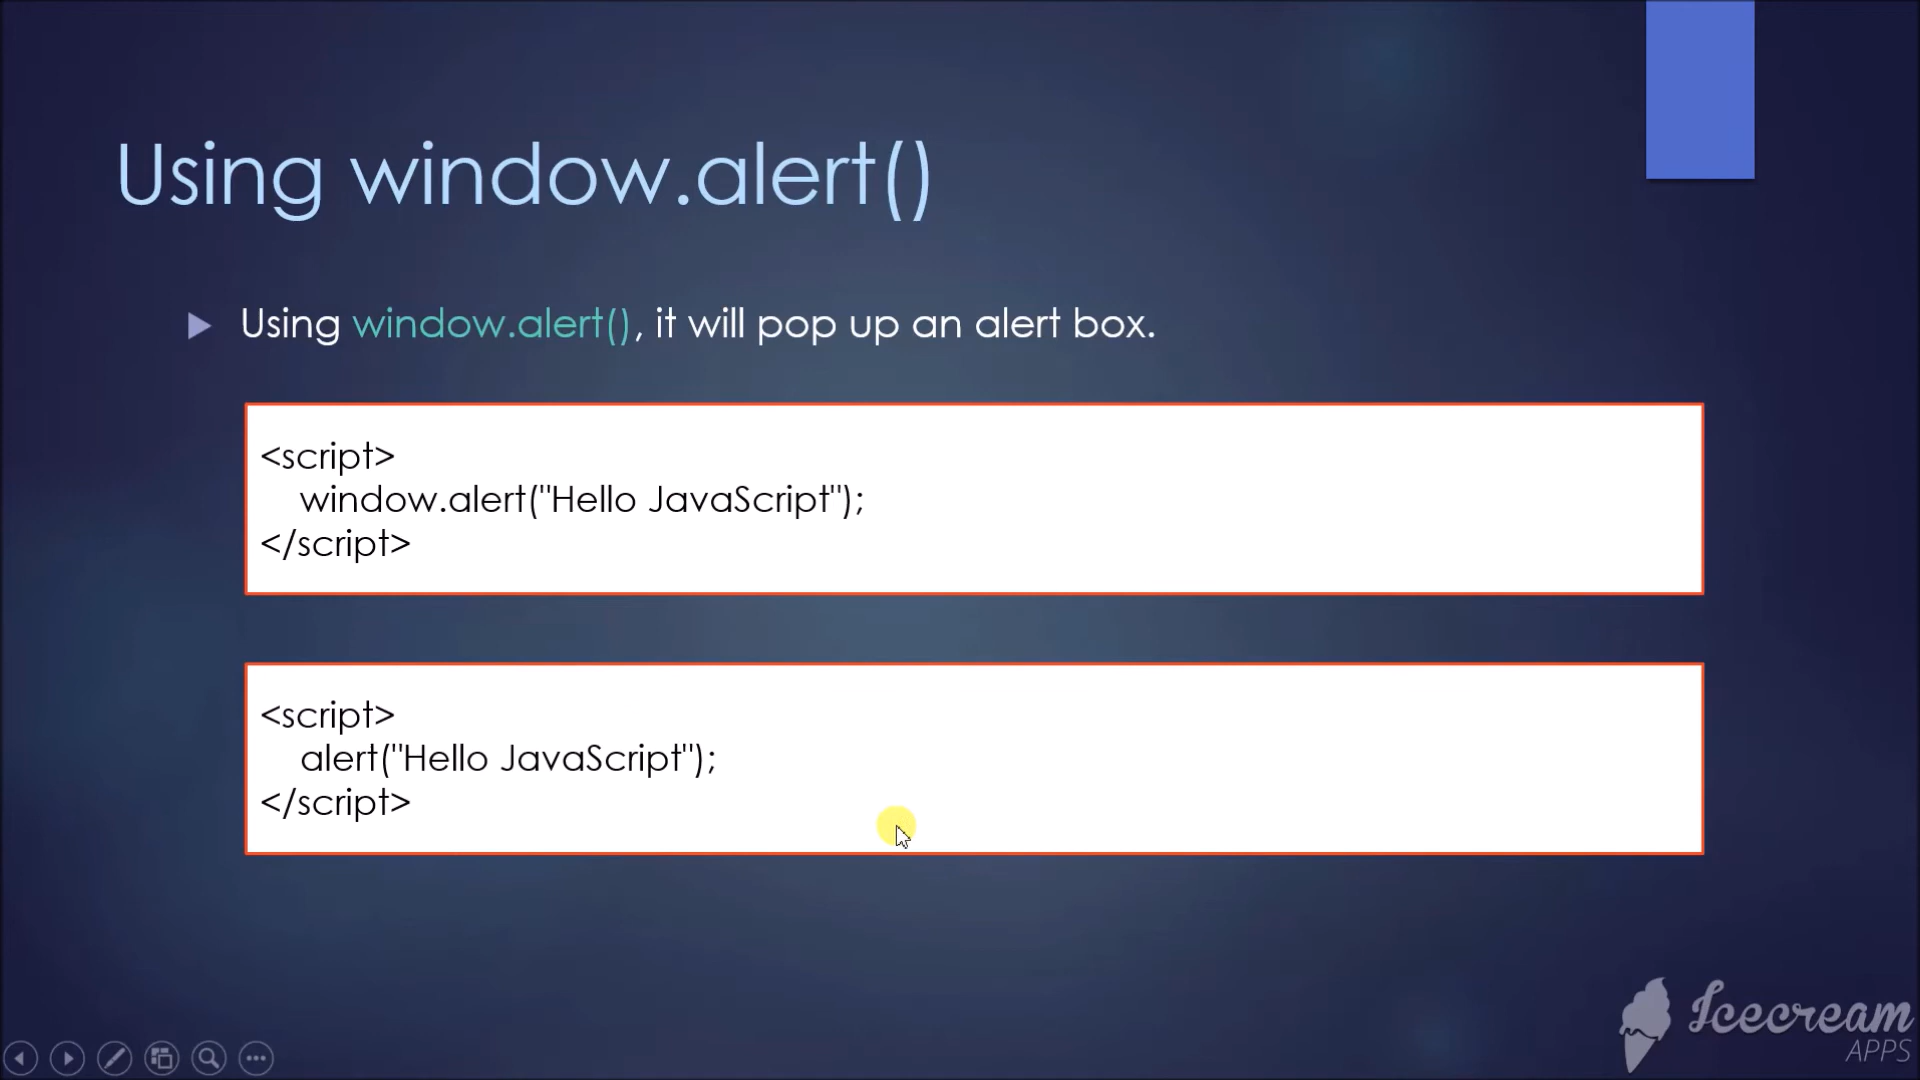 Using window.alert()
Using window.alert(), it will pop up an alert box.
<script>
window.alert("Hello JavaScript");
</script>
<script>
alert("Hello JavaScript");
</script>
Icecream
APPS